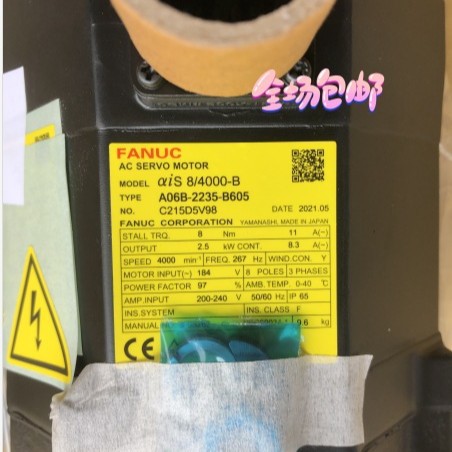 全场包邮
FANUC
AC SERVO MOTOR
MODEL αiS 8/4000-B
TYPE A06B-2235-B605
NO. C215D5V98 DATE 2021.05
FANUC CORPORATION YAMANASHI, MADE IN JAPAN
STALL TRQ. 8 Nm 11 A(~)
OUTPUT 2.5 kW CONT. 8.3 A(~)
SPEED 4000 min⁻¹ FREQ. 267 Hz WIND.CON. Y
MOTOR INPUT(~) 184 V 8 POLES 3 PHASES
POWER FACTOR 97 % AMB. TEMP. 0-40 ℃
AMP.INPUT 200-240 V 50/60 Hz IP 65
INS.SYSTEM INS. CLASS F
MANUAL 9.6 kg
CE